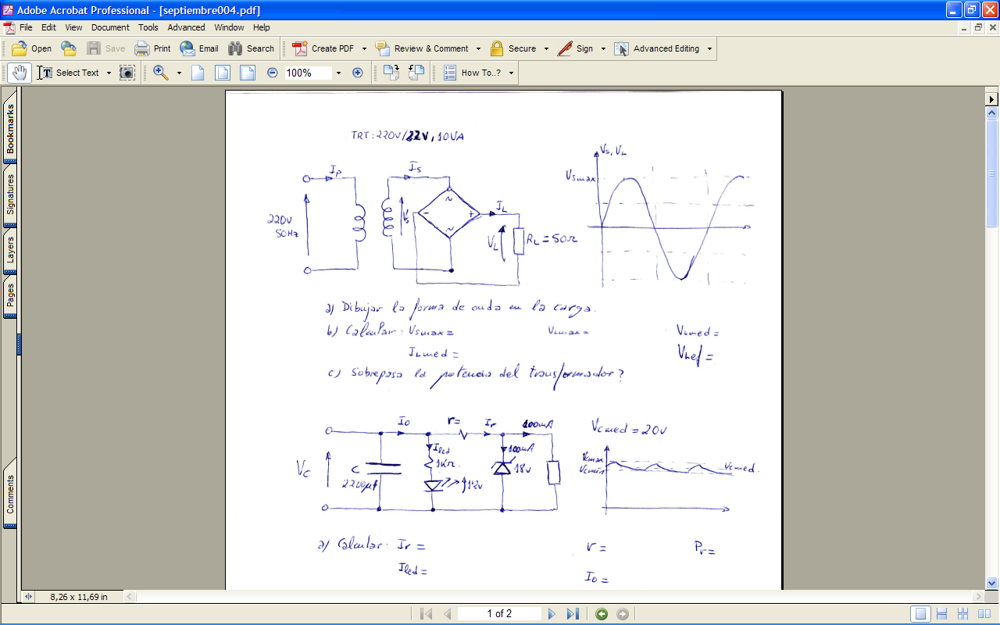 Adobe Acrobat Professional - [septiembre004.pdf]
File Edit View Document Tools Advanced Window Help
Open Save Print Email Search Create PDF Review & Comment Secure Sign Advanced Editing
Select Text 100% How To..?
Bookmarks
Signatures
Layers
Pages
Comments
TRT: 220V/22V, 10VA
Ip
Is
220V
50Hz
Vs
~
- +
~
IL
VL
RL = 50Ω
Vs, VL
Vsmax
a) Dibujar la forma de onda en la carga.
b) Calcular: Vsmax = VLmax = VLmed =
ILmed = VLef =
c) Sobrepasa la potencia del transformador?
Io r= Ir 100mA
Vcmed = 20V
Iled
1KΩ
100mA
Vc
C
2200µf
1'2v
18v
Vcmax
Vcmin
Vcmed.
a) Calcular: Ir = r = Pr =
Iled = Io =
8,26 x 11,69 in
1 of 2